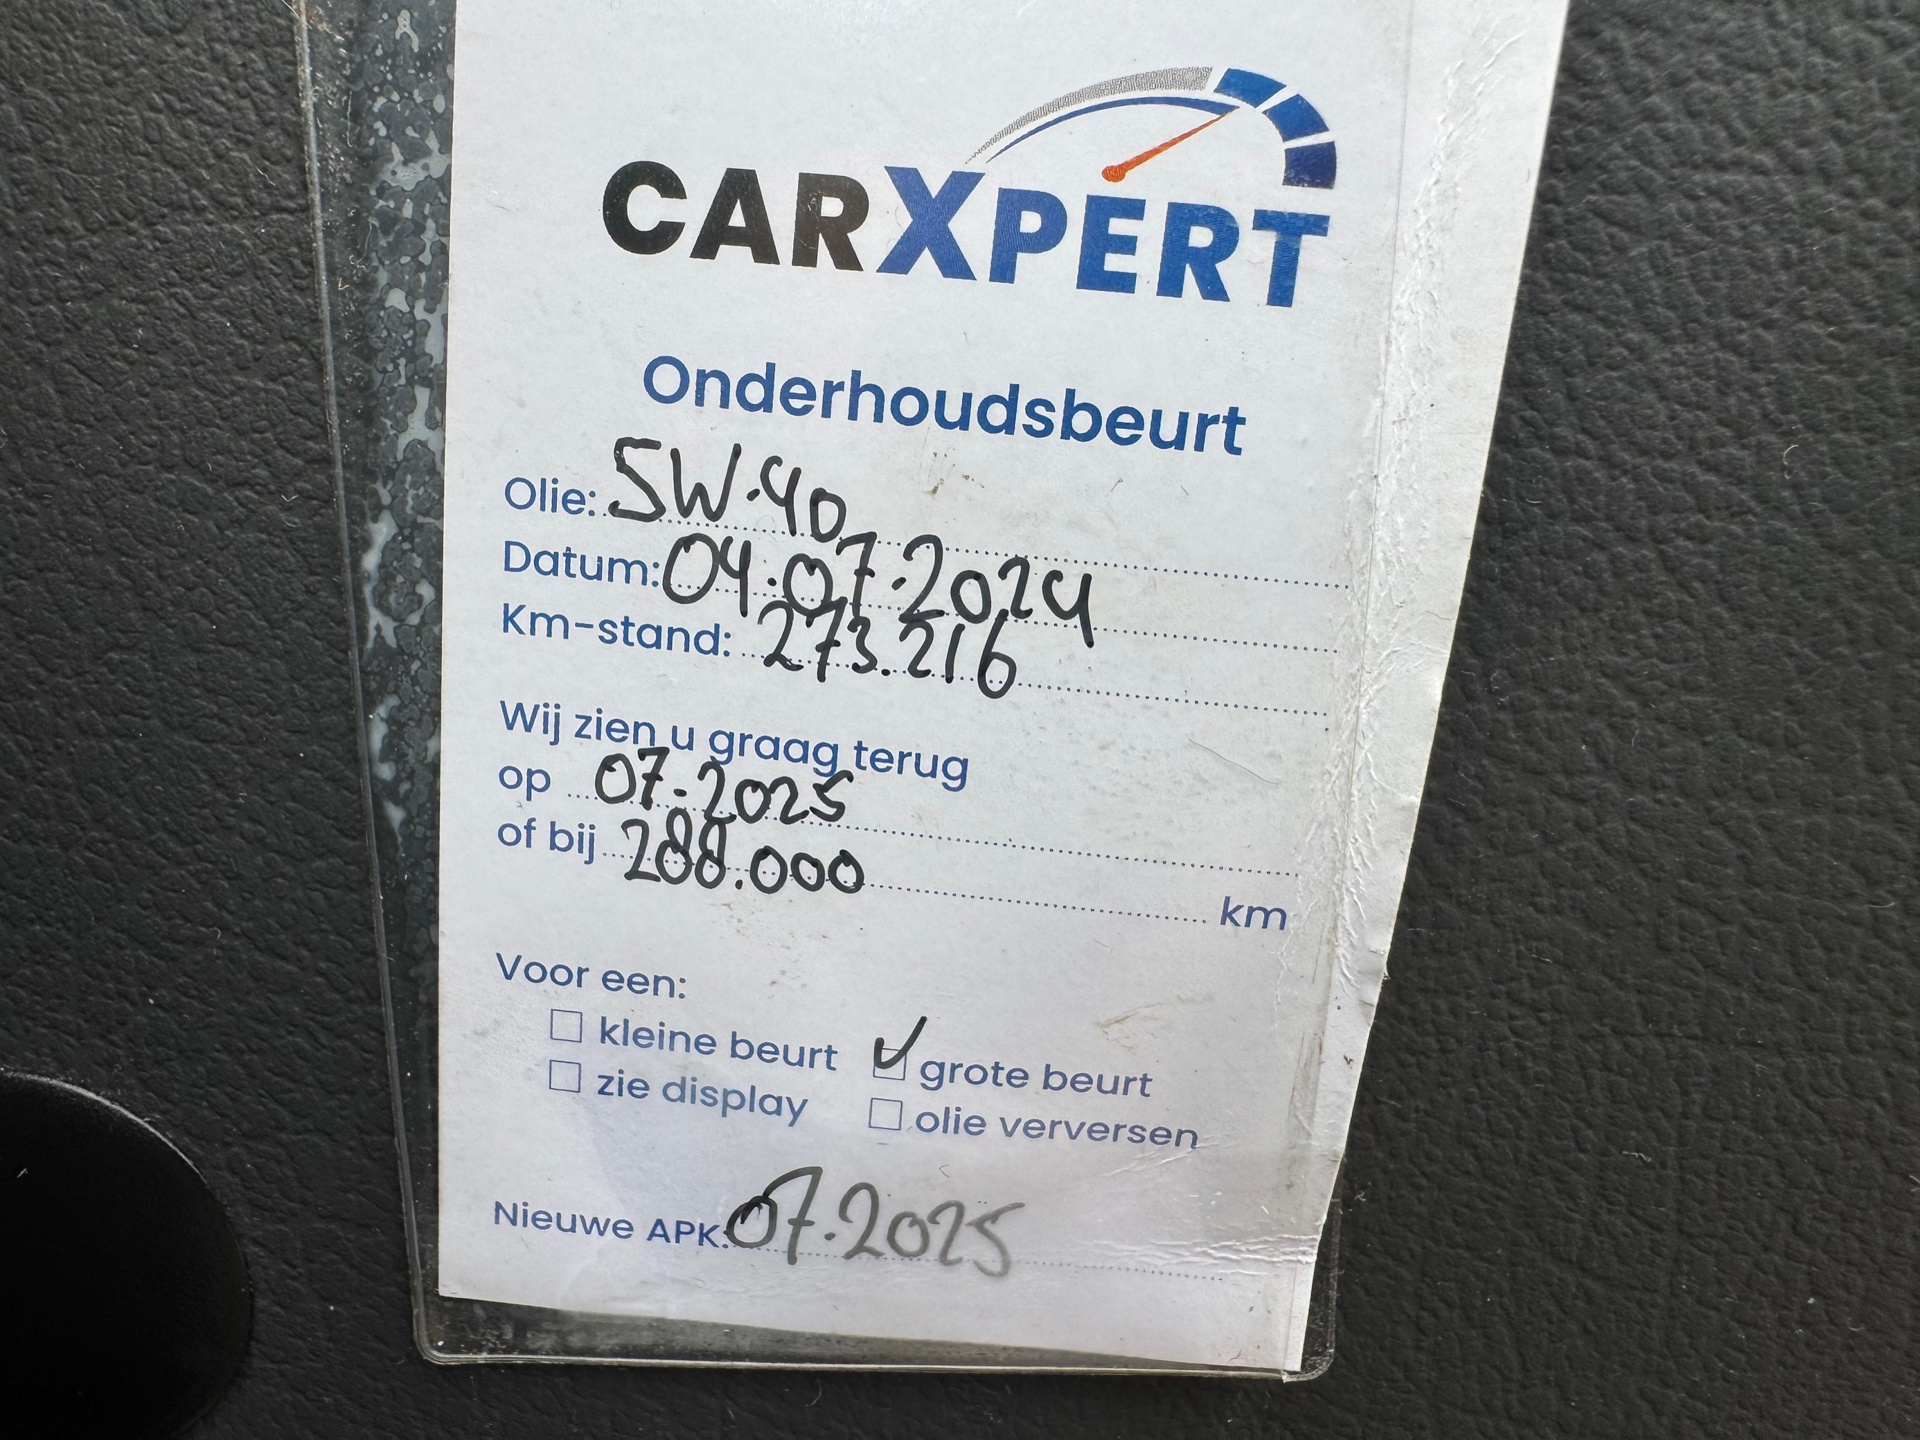 CARXPERT
Onderhoudsbeurt
Olie: 5W.40
Datum: 04.07.2024
Km-stand: 273.216
Wij zien u graag terug
op 07.2025
of bij 288.000 km
Voor een:
kleine beurt grote beurt
zie display olie verversen
Nieuwe APK: 07.2025